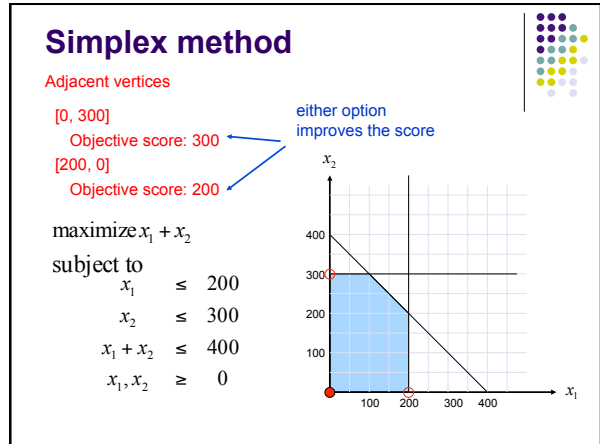 Simplex method
Adjacent vertices
[0, 300]
Objective score: 300
[200, 0]
Objective score: 200
either option
improves the score
maximize x₁ + x₂
subject to
x₁ ≤ 200
x₂ ≤ 300
x₁ + x₂ ≤ 400
x₁, x₂ ≥ 0
x₂
400
300
200
100
100 200 300 400
x₁